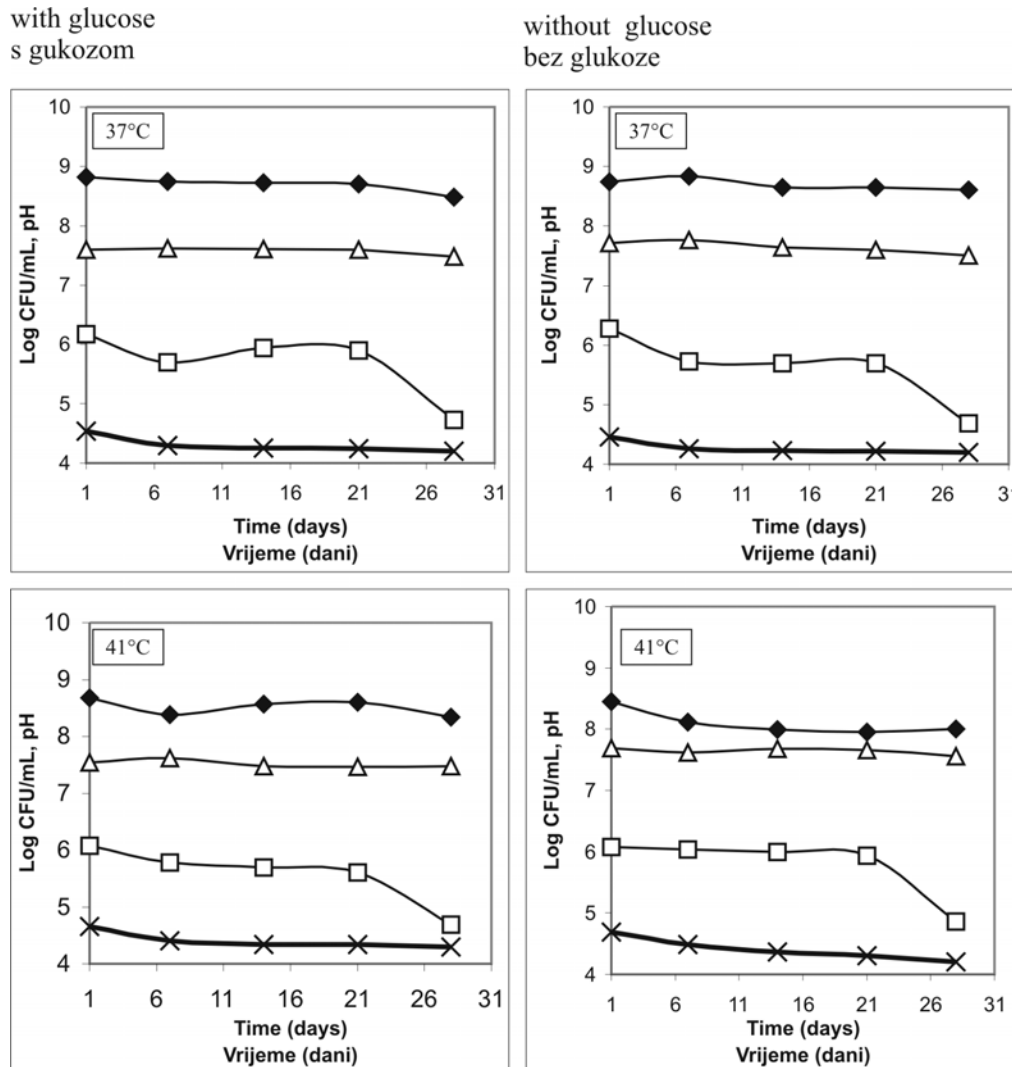 with glucose
s gukozom
without glucose
bez glukoze
37°C
Log CFU/mL, pH
10
9
8
7
6
5
4
1 6 11 16 21 26 31
Time (days)
Vrijeme (dani)
37°C
Log CFU/mL, pH
10
9
8
7
6
5
4
1 6 11 16 21 26 31
Time (days)
Vrijeme (dani)
41°C
Log CFU/mL, pH
10
9
8
7
6
5
4
1 6 11 16 21 26 31
Time (days)
Vrijeme (dani)
41°C
Log CFU/mL, pH
10
9
8
7
6
5
4
1 6 11 16 21 26 31
Time (days)
Vrijeme (dani)